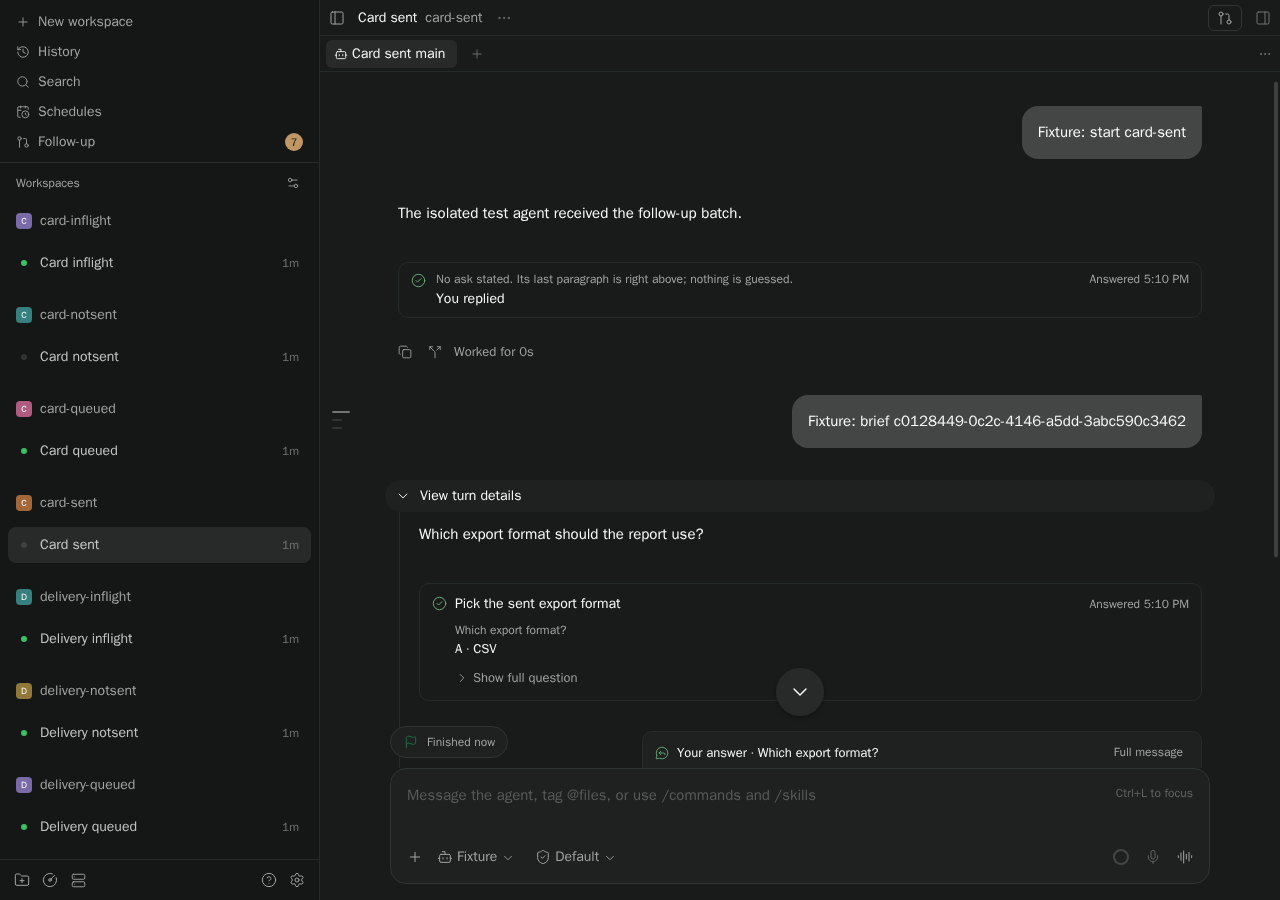 New workspace
History
Search
Schedules
Follow-up 7
Workspaces
C card-inflight
Card inflight 1m
C card-notsent
Card notsent 1m
C card-queued
Card queued 1m
C card-sent
Card sent 1m
D delivery-inflight
Delivery inflight 1m
D delivery-notsent
Delivery notsent 1m
D delivery-queued
Delivery queued 1m
Card sent card-sent
Card sent main
Fixture: start card-sent
The isolated test agent received the follow-up batch.
No ask stated. Its last paragraph is right above; nothing is guessed. Answered 5:10 PM
You replied
Worked for 0s
Fixture: brief c0128449-0c2c-4146-a5dd-3abc590c3462
View turn details
Which export format should the report use?
Pick the sent export format Answered 5:10 PM
Which export format?
A · CSV
Show full question
Finished now
Your answer · Which export format? Full message
Message the agent, tag @files, or use /commands and /skills Ctrl+L to focus
Fixture Default